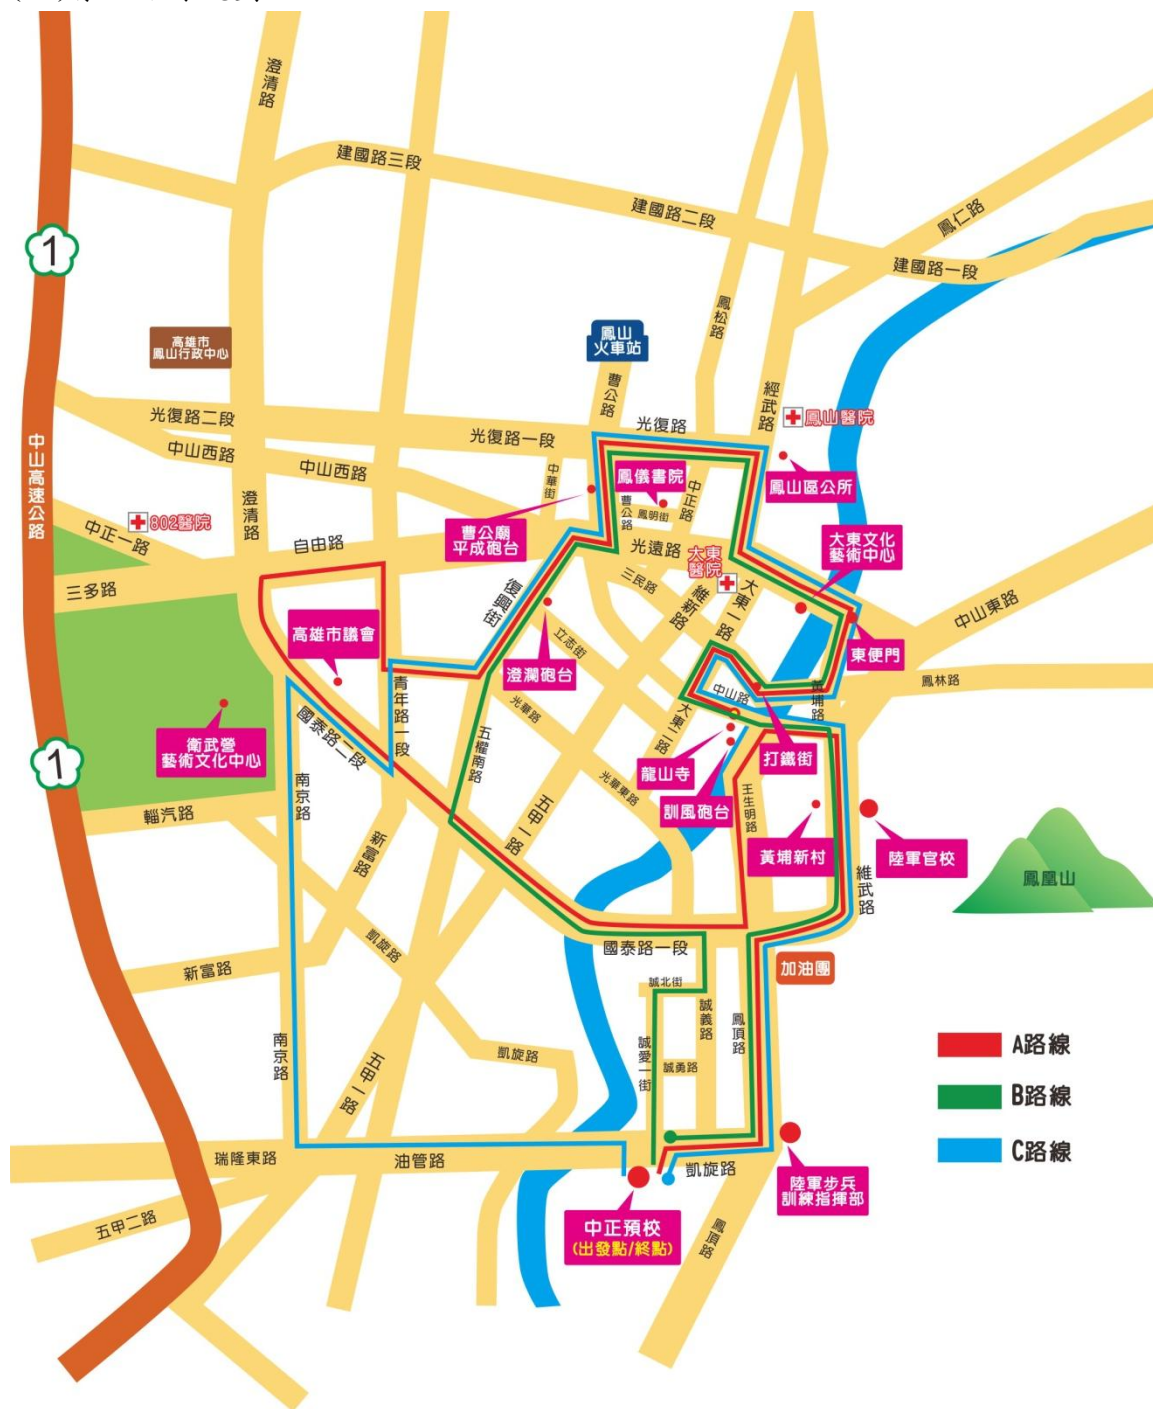 澄清路
建國路三段
建國路二段
鳳仁路
建國路一段
1
鳳松路
高雄市
鳳山行政中心
鳳山
火車站
曹公路
經武路
光復路二段
光復路一段
光復路
鳳山醫院
中山高速公路
中山西路
中山西路
中華街
鳳儀書院
中正路
鳳山區公所
澄清路
802醫院
中正一路
曹公路
鳳明街
曹公廟
平成砲台
自由路
光遠路
大東
醫院
大東文化
藝術中心
三多路
復興街
三民路
維新路
大東一路
中山東路
高雄市議會
立志街
東便門
澄瀾砲台
鳳林路
中山路
黃埔路
青年路一段
光華路
大東二路
國泰路二段
衛武營
藝術文化中心
五權南路
打鐵街
龍山寺
光華東路
訓風砲台
1
南京路
王生明路
輜汽路
五甲一路
新富路
黃埔新村
陸軍官校
維武路
鳳凰山
凱旋路
國泰路一段
新富路
加油團
誠北街
誠義路
鳳頂路
南京路
誠愛一街
凱旋路
誠勇路
五甲一路
A路線
B路線
C路線
瑞隆東路
油管路
凱旋路
陸軍步兵
訓練指揮部
五甲二路
中正預校
(出發點/終點)
鳳頂路